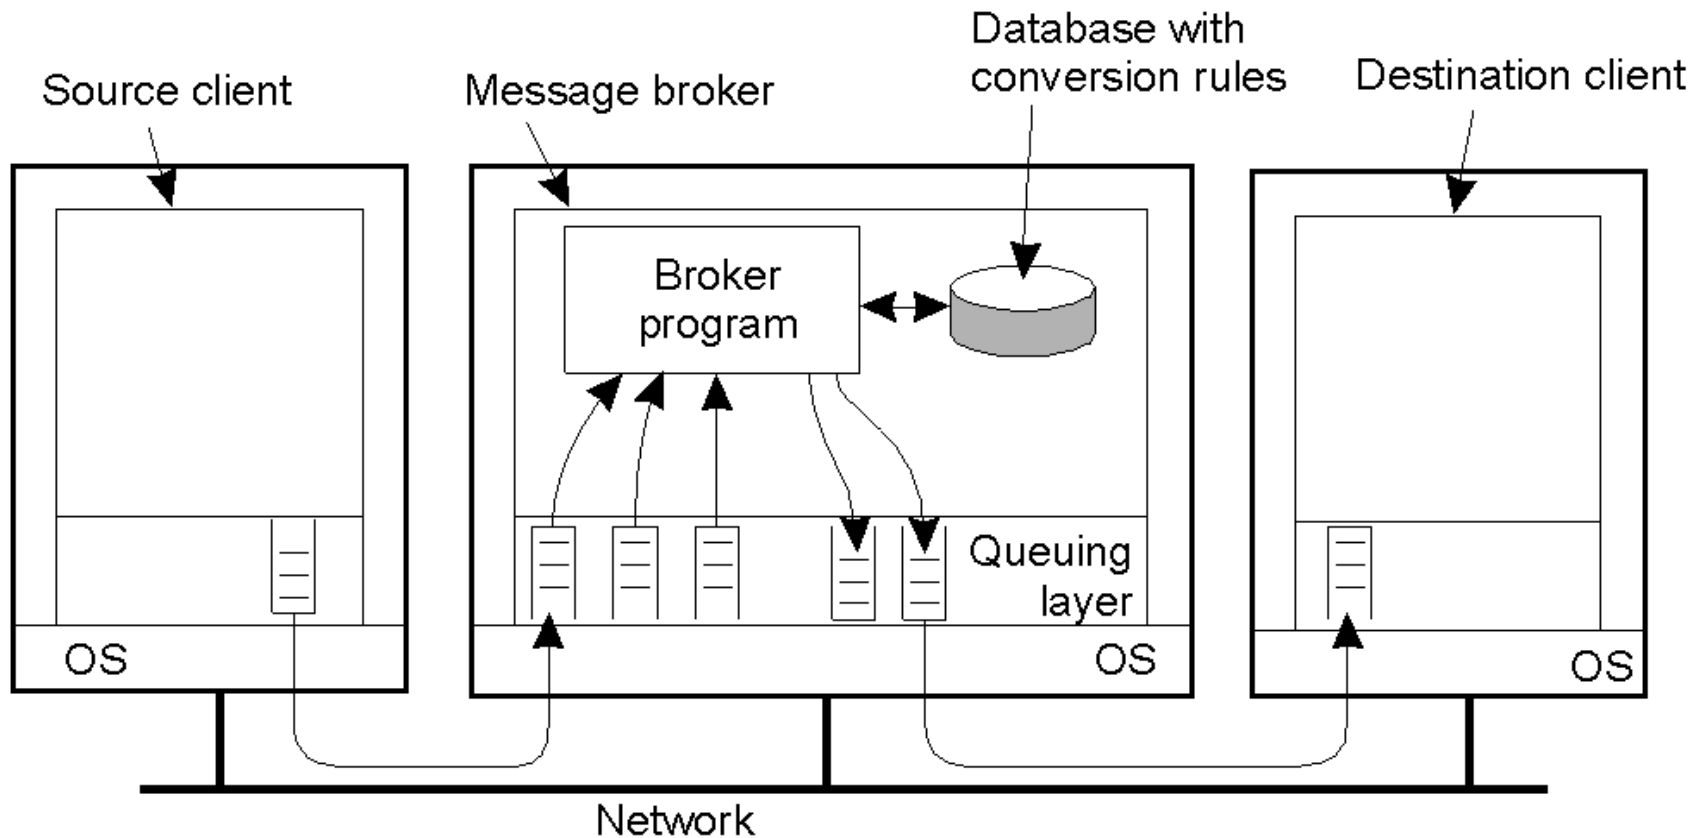 Database with
conversion rules
Source client
Message broker
Destination client
Broker
program
Queuing
layer
OS
OS
OS
Network